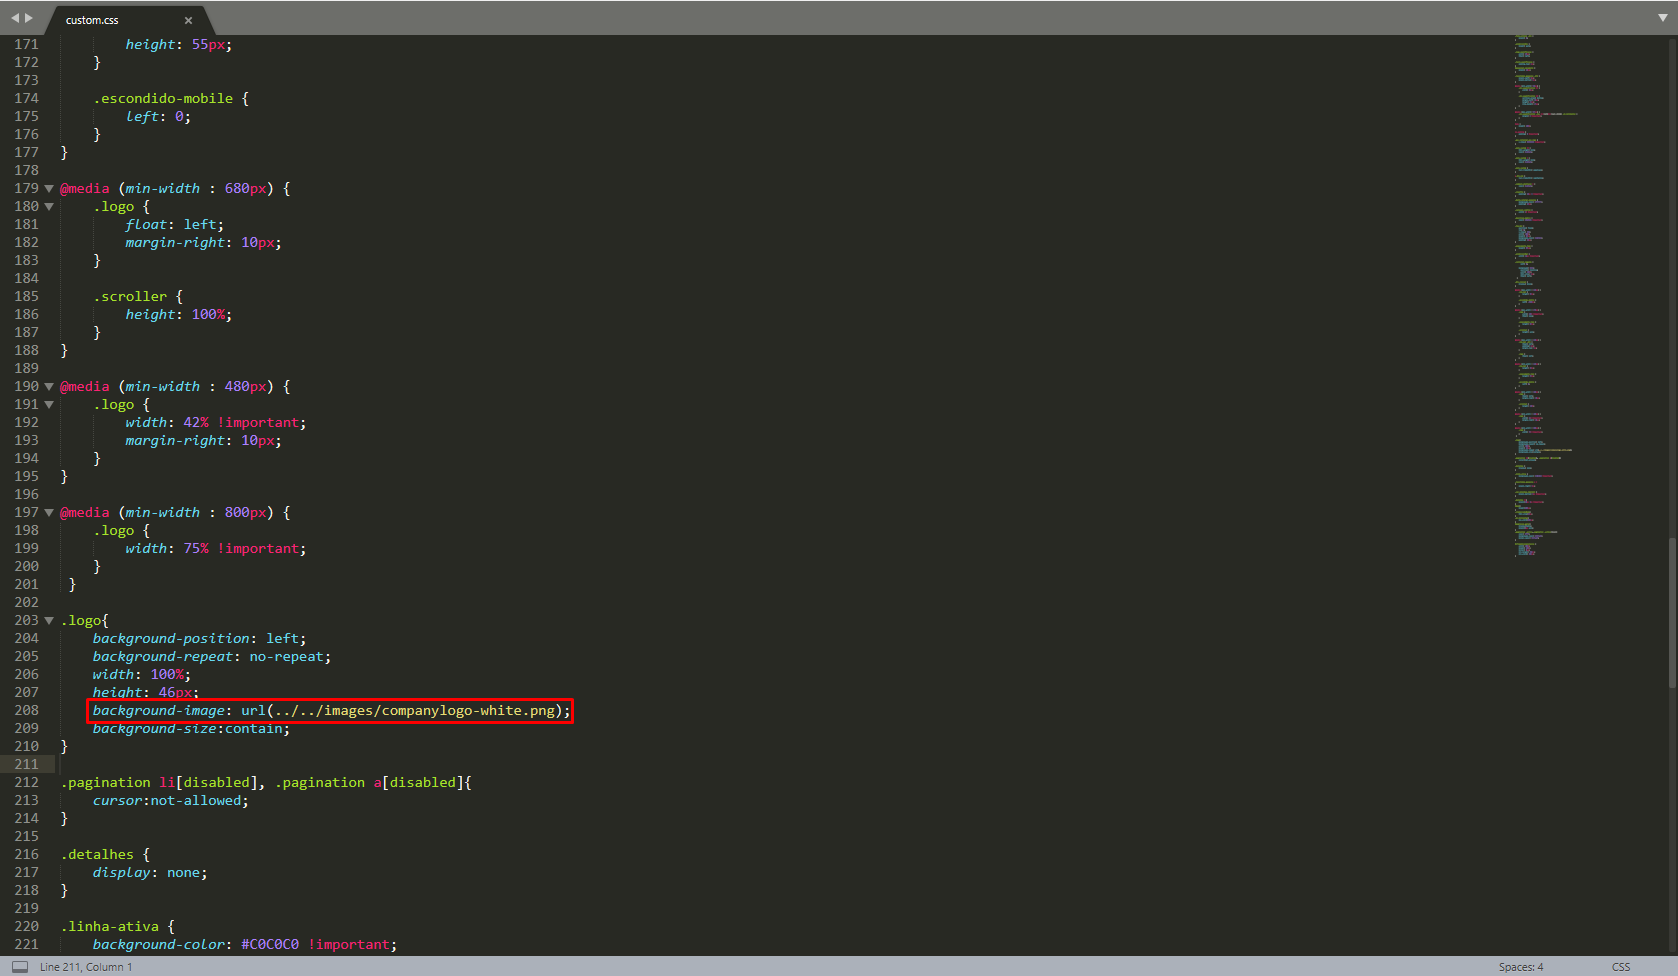 custom.css ×
171         height: 55px;
172     }
173
174     .escondido-mobile {
175         left: 0;
176     }
177 }
178
179 @media (min-width : 680px) {
180     .logo {
181         float: left;
182         margin-right: 10px;
183     }
184
185     .scroller {
186         height: 100%;
187     }
188 }
189
190 @media (min-width : 480px) {
191     .logo {
192         width: 42% !important;
193         margin-right: 10px;
194     }
195 }
196
197 @media (min-width : 800px) {
198     .logo {
199         width: 75% !important;
200     }
201  }
202
203 .logo{
204     background-position: left;
205     background-repeat: no-repeat;
206     width: 100%;
207     height: 46px;
208     background-image: url(../../images/companylogo-white.png);
209     background-size:contain;
210 }
211
212 .pagination li[disabled], .pagination a[disabled]{
213     cursor:not-allowed;
214 }
215
216 .detalhes {
217     display: none;
218 }
219
220 .linha-ativa {
221     background-color: #C0C0C0 !important;
Line 211, Column 1 Spaces: 4 CSS